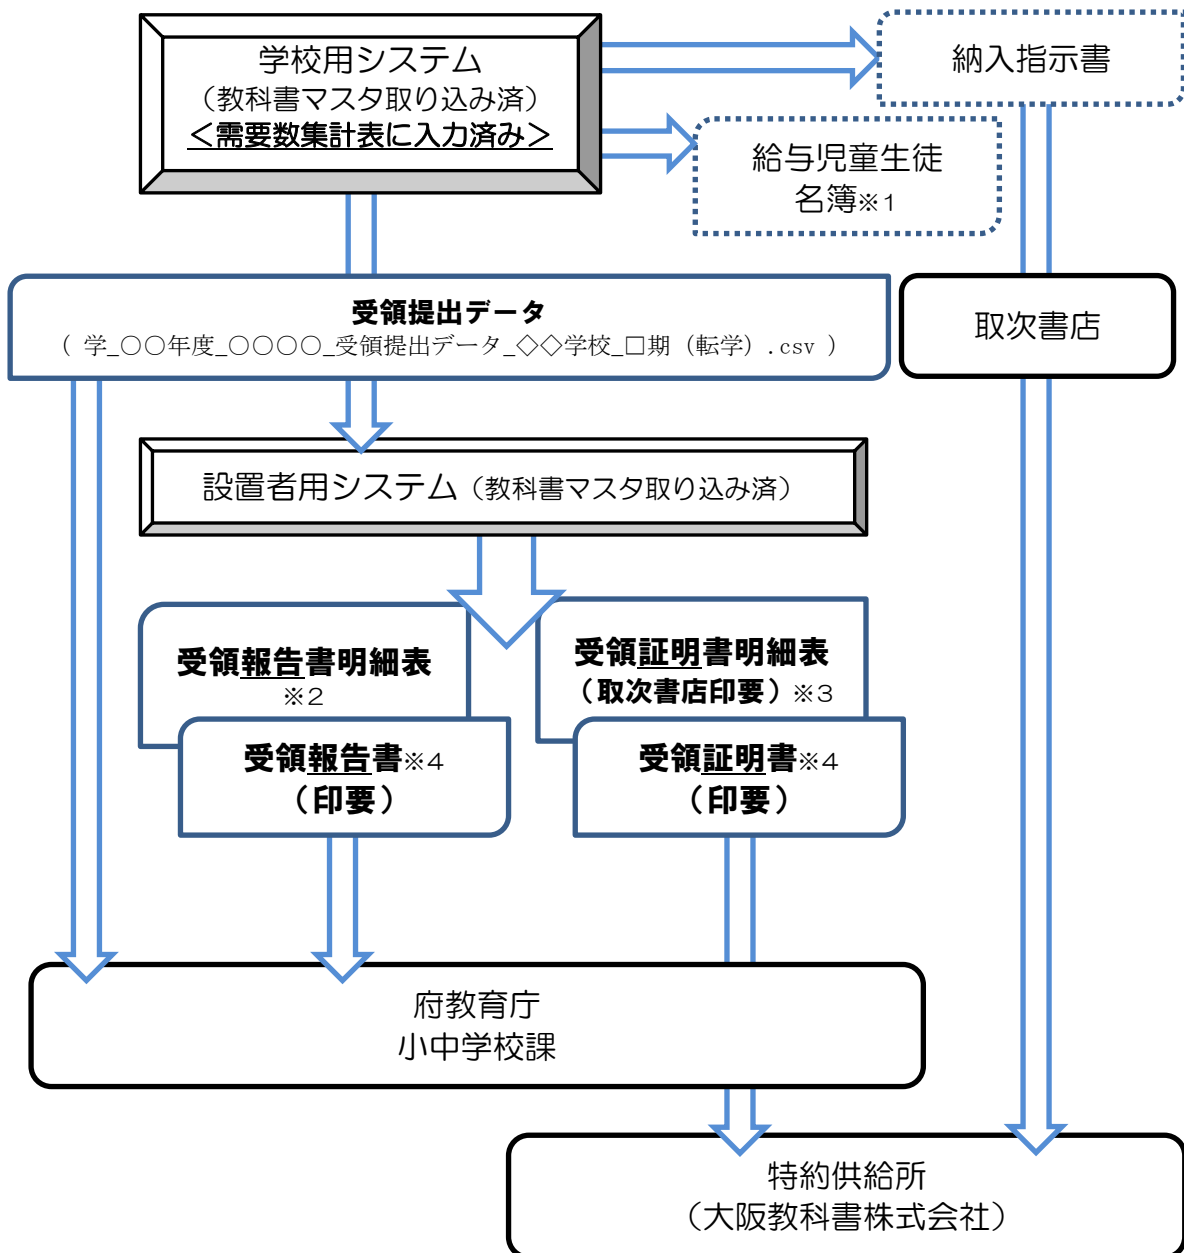 学校用システム
（教科書マスタ取り込み済）
＜需要数集計表に入力済み＞
納入指示書
給与児童生徒
名簿※1
受領提出データ
（ 学_〇〇年度_〇〇〇〇_受領提出データ_◇◇学校_□期（転学）.csv ）
取次書店
設置者用システム（教科書マスタ取り込み済）
受領報告書明細表
※2
受領証明書明細表
（取次書店印要）※3
受領報告書※4
（印要）
受領証明書※4
（印要）
府教育庁
小中学校課
特約供給所
（大阪教科書株式会社）